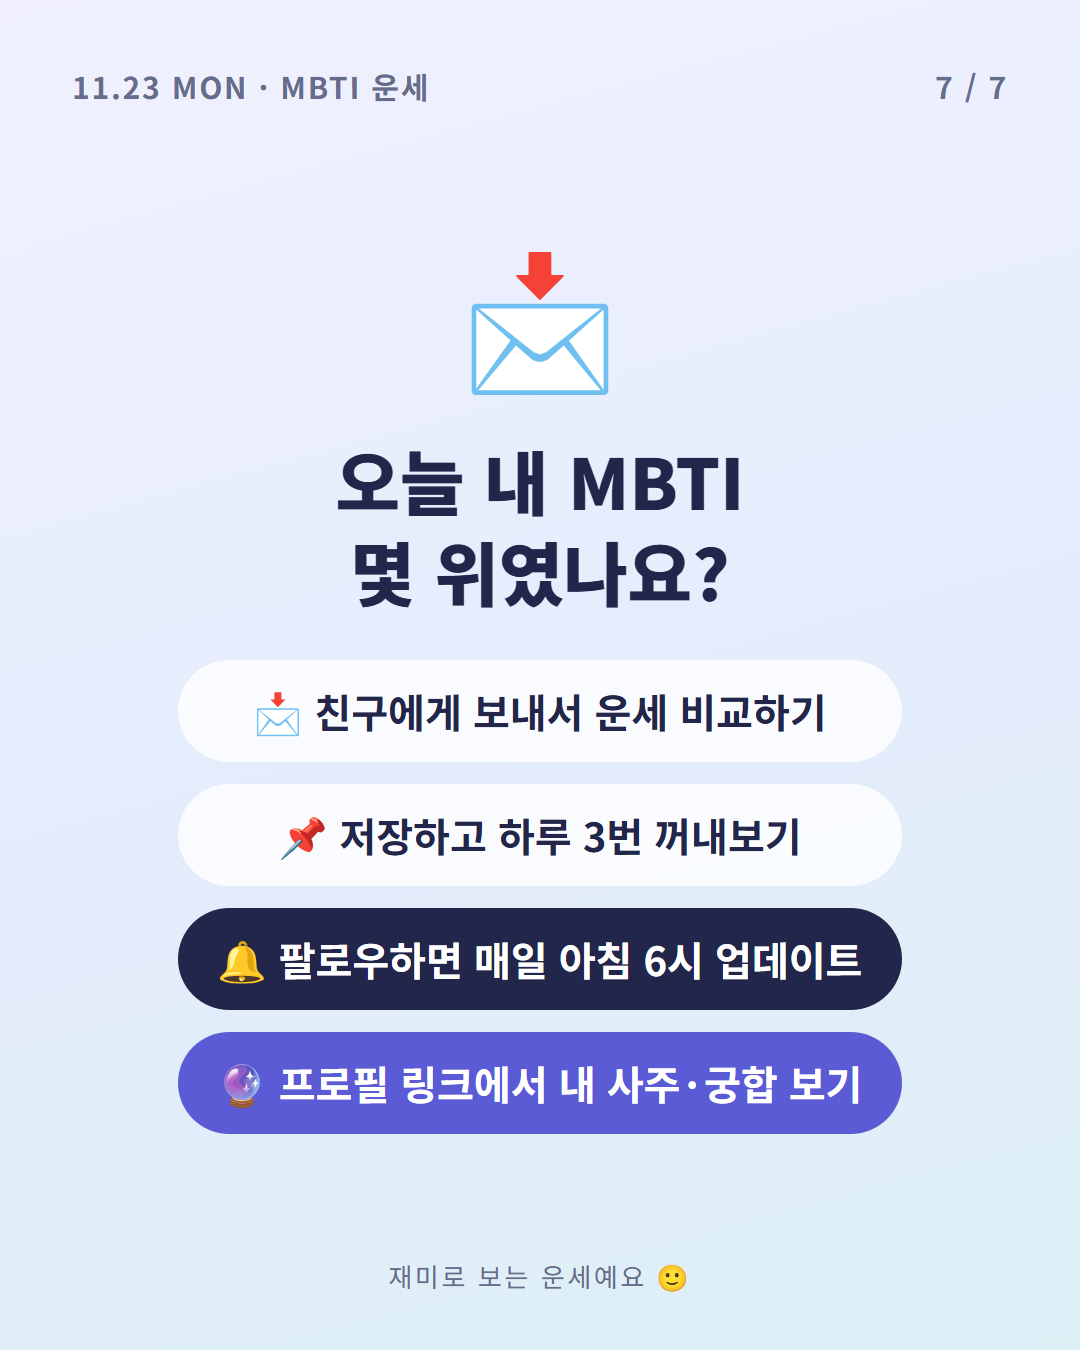 11.23 MON · MBTI 운세
7 / 7
오늘 내 MBTI
몇 위였나요?
📩 친구에게 보내서 운세 비교하기
📌 저장하고 하루 3번 꺼내보기
🔔 팔로우하면 매일 아침 6시 업데이트
🔮 프로필 링크에서 내 사주·궁합 보기
재미로 보는 운세예요 🙂